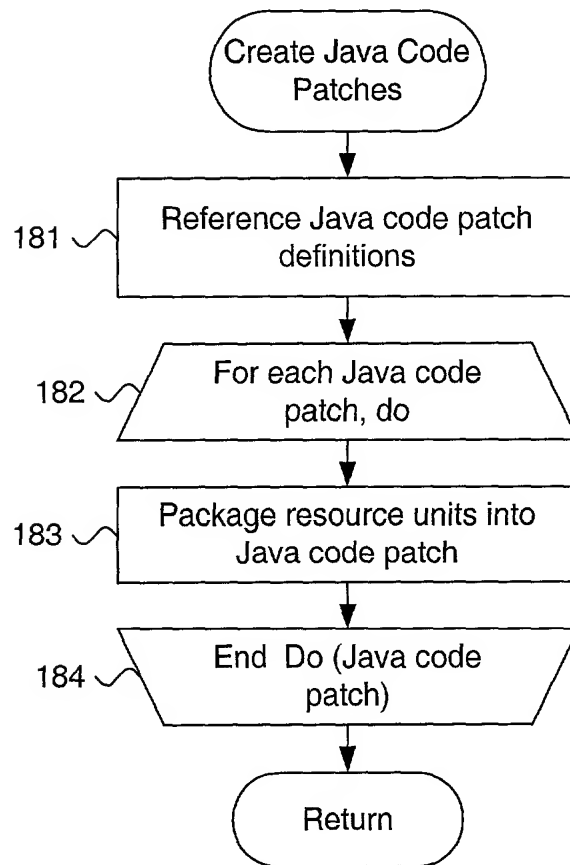 Create Java Code
Patches
181
Reference Java code patch
definitions
182
For each Java code
patch, do
183
Package resource units into
Java code patch
184
End Do (Java code
patch)
Return